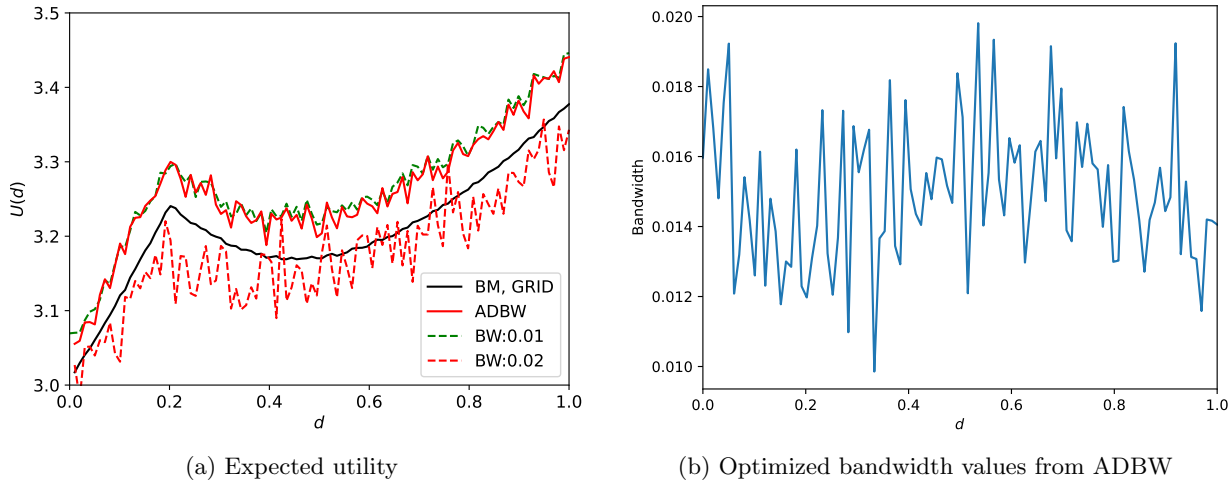 3.5
3.4
3.3
3.2
3.1
3.0
U(d)
0.0 0.2 0.4 0.6 0.8 1.0
d
BM, GRID
ADBW
BW:0.01
BW:0.02
(a) Expected utility
0.020
0.018
0.016
0.014
0.012
0.010
Bandwidth
0.0 0.2 0.4 0.6 0.8 1.0
d
(b) Optimized bandwidth values from ADBW